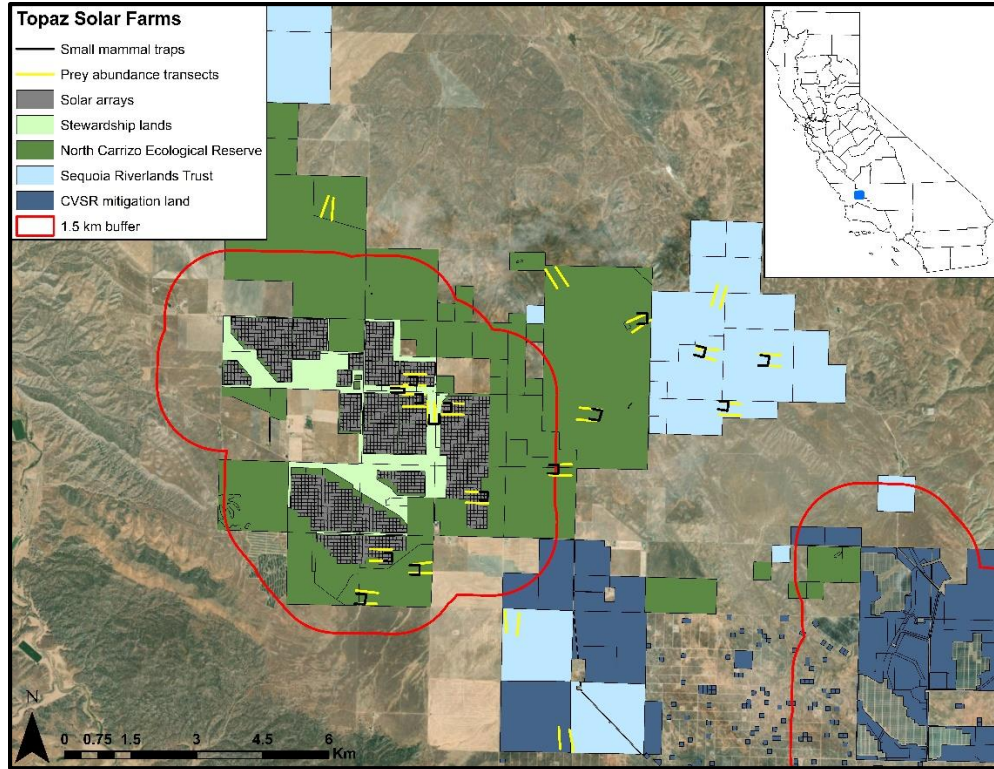 Topaz Solar Farms
Small mammal traps
Prey abundance transects
Solar arrays
Stewardship lands
North Carrizo Ecological Reserve
Sequoia Riverlands Trust
CVSR mitigation land
1.5 km buffer
N
0 0.75 1.5 3 4.5 6
Km